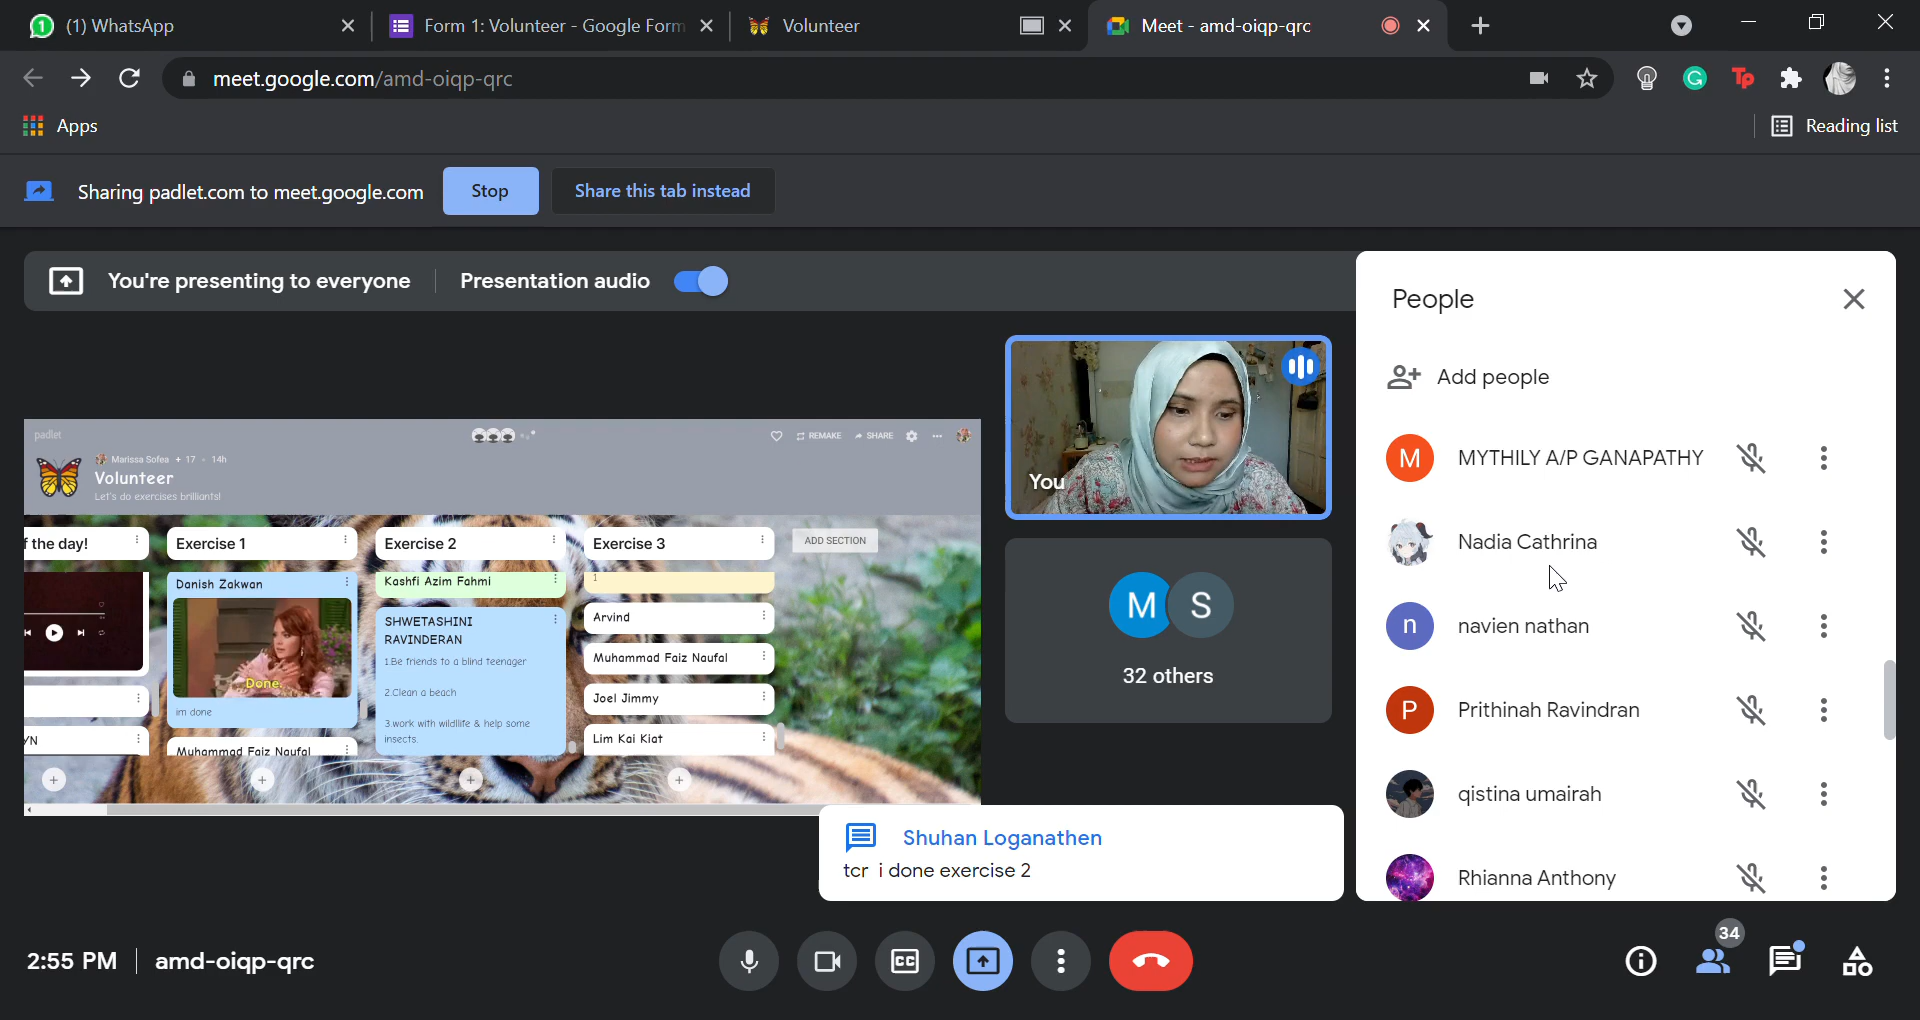 (1) WhatsApp
Form 1: Volunteer - Google Form
Volunteer
Meet - amd-oiqp-qrc
meet.google.com/amd-oiqp-qrc
Apps
Reading list
Sharing padlet.com to meet.google.com
Stop
Share this tab instead
You're presenting to everyone
Presentation audio
padlet
REMAKE
SHARE
Marissa Sofea + 17 · 14h
Volunteer
Let's do exercises brilliants!
f the day!
YN
Exercise 1
Danish Zakwan
Done.
im done
Muhammad Faiz Naufal
Exercise 2
Kashfi Azim Fahmi
SHWETASHINI
RAVINDERAN
1.Be friends to a blind teenager
2.Clean a beach
3.work with wildlife & help some
insects.
Exercise 3
1
Arvind
Muhammad Faiz Naufal
Joel Jimmy
Lim Kai Kiat
ADD SECTION
You
M
S
32 others
Shuhan Loganathen
tcr i done exercise 2
People
Add people
M
MYTHILY A/P GANAPATHY
Nadia Cathrina
n
navien nathan
P
Prithinah Ravindran
qistina umairah
Rhianna Anthony
2:55 PM
amd-oiqp-qrc
CC
34